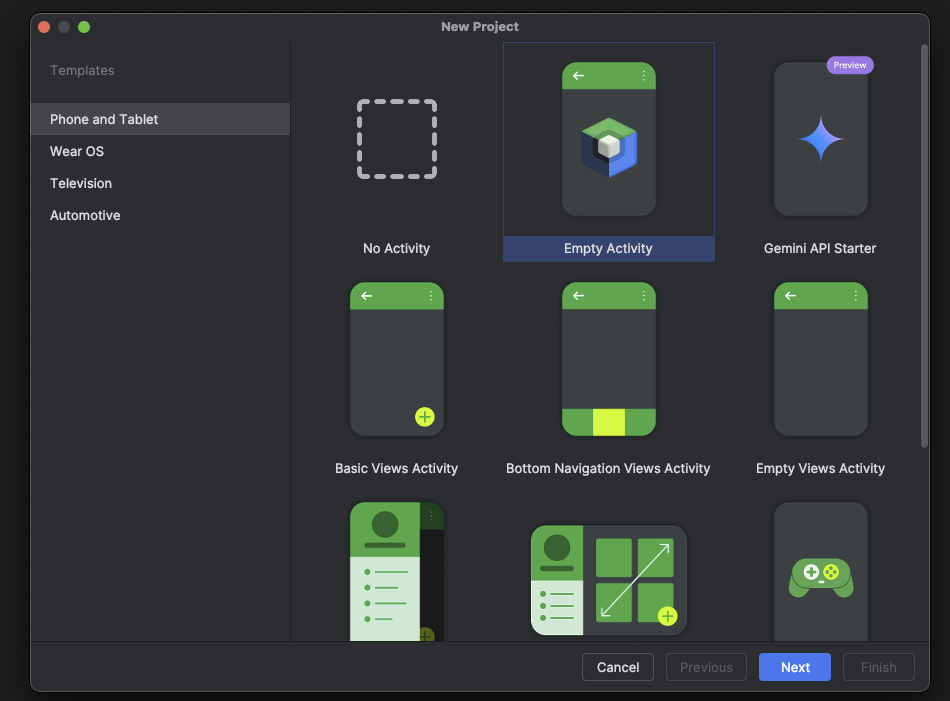 New Project
Templates
Phone and Tablet
Wear OS
Television
Automotive
Preview
No Activity
Empty Activity
Gemini API Starter
Basic Views Activity
Bottom Navigation Views Activity
Empty Views Activity
Cancel
Previous
Next
Finish